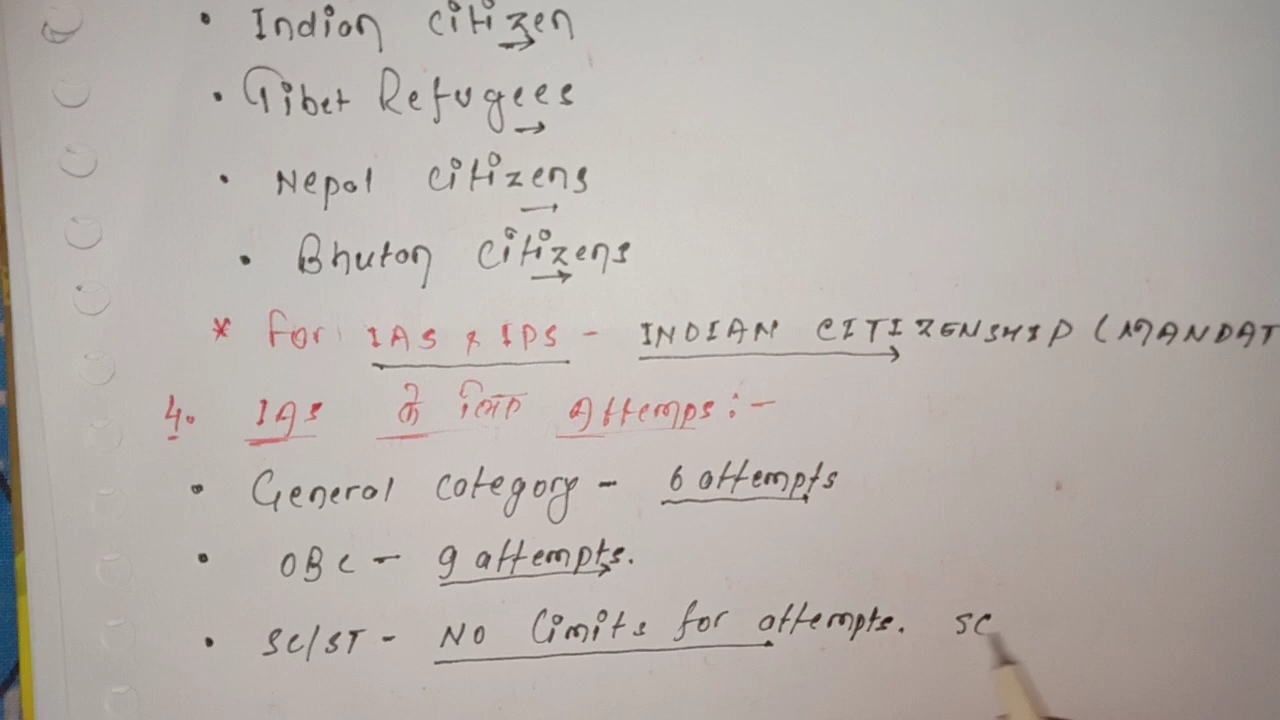 • Indian citizen
• Tibet Refugees
• Nepal citizens
• Bhutan citizens
* For IAS & IPS - INDIAN CITIZENSHIP (MANDAT
4. IAS के लिए Attemps:-
• General category - 6 attempts
• OBC - 9 attempts.
• SC/ST - No limits for attempts. SC